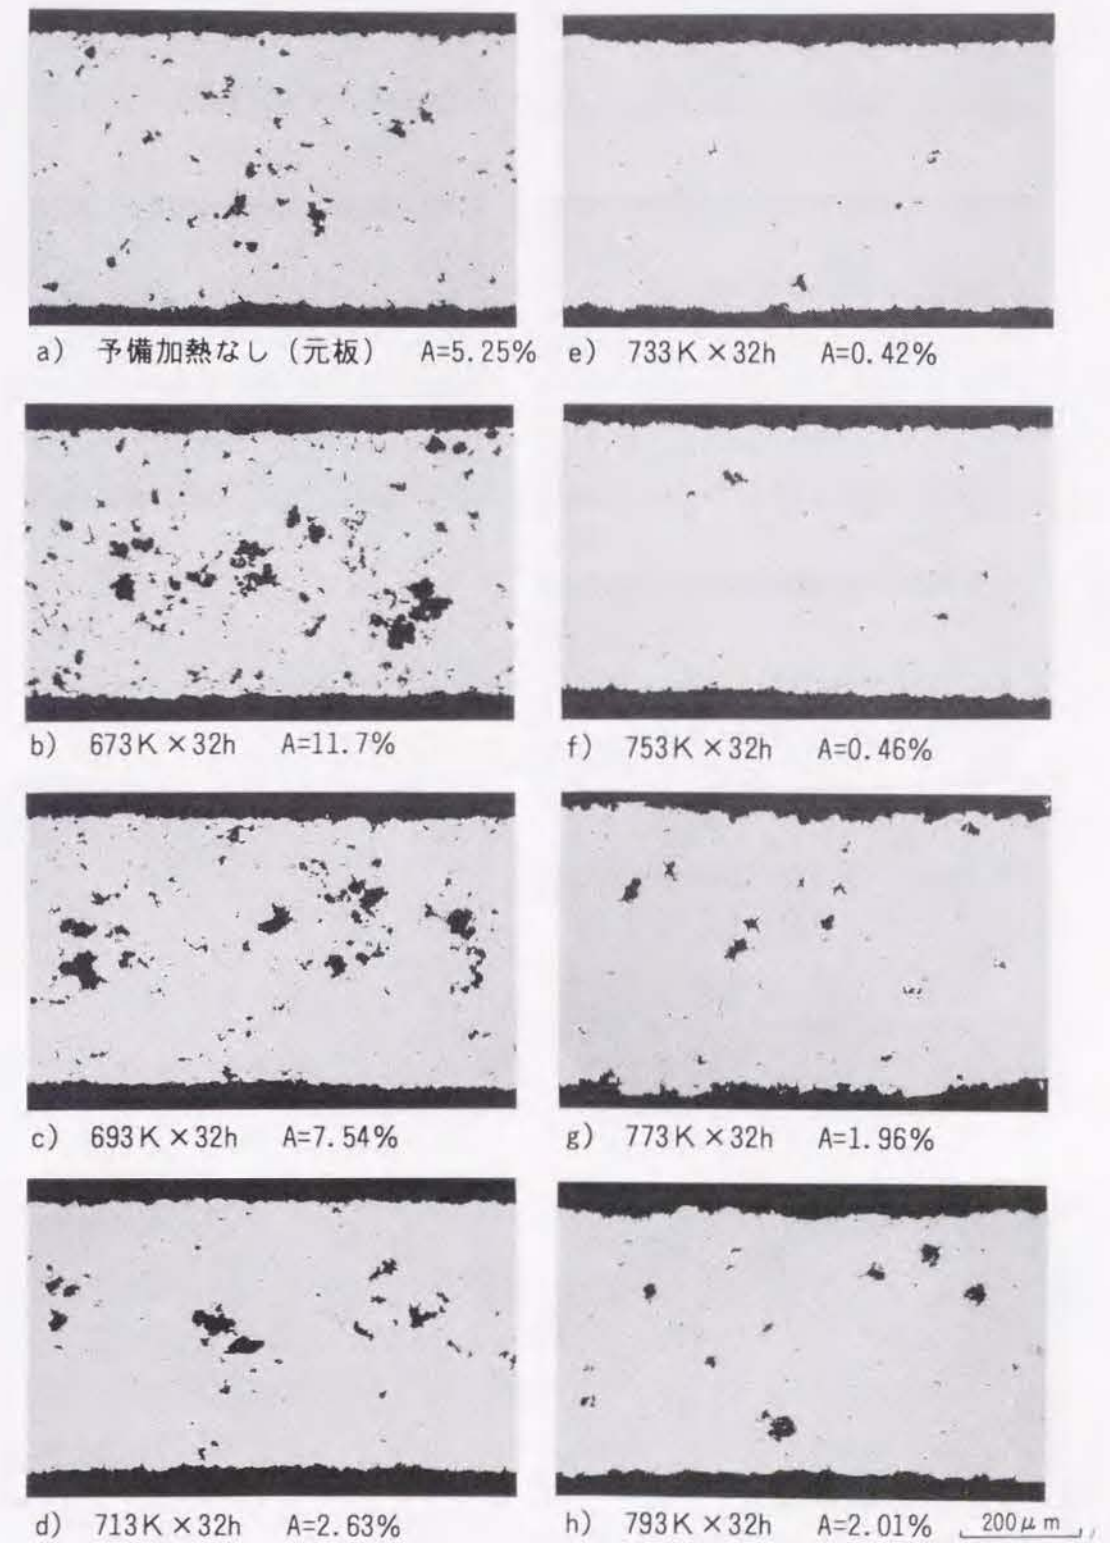 a) 予備加熱なし（元板） A=5.25%
e) 733K×32h A=0.42%
b) 673K×32h A=11.7%
f) 753K×32h A=0.46%
c) 693K×32h A=7.54%
g) 773K×32h A=1.96%
d) 713K×32h A=2.63%
h) 793K×32h A=2.01%
200μm